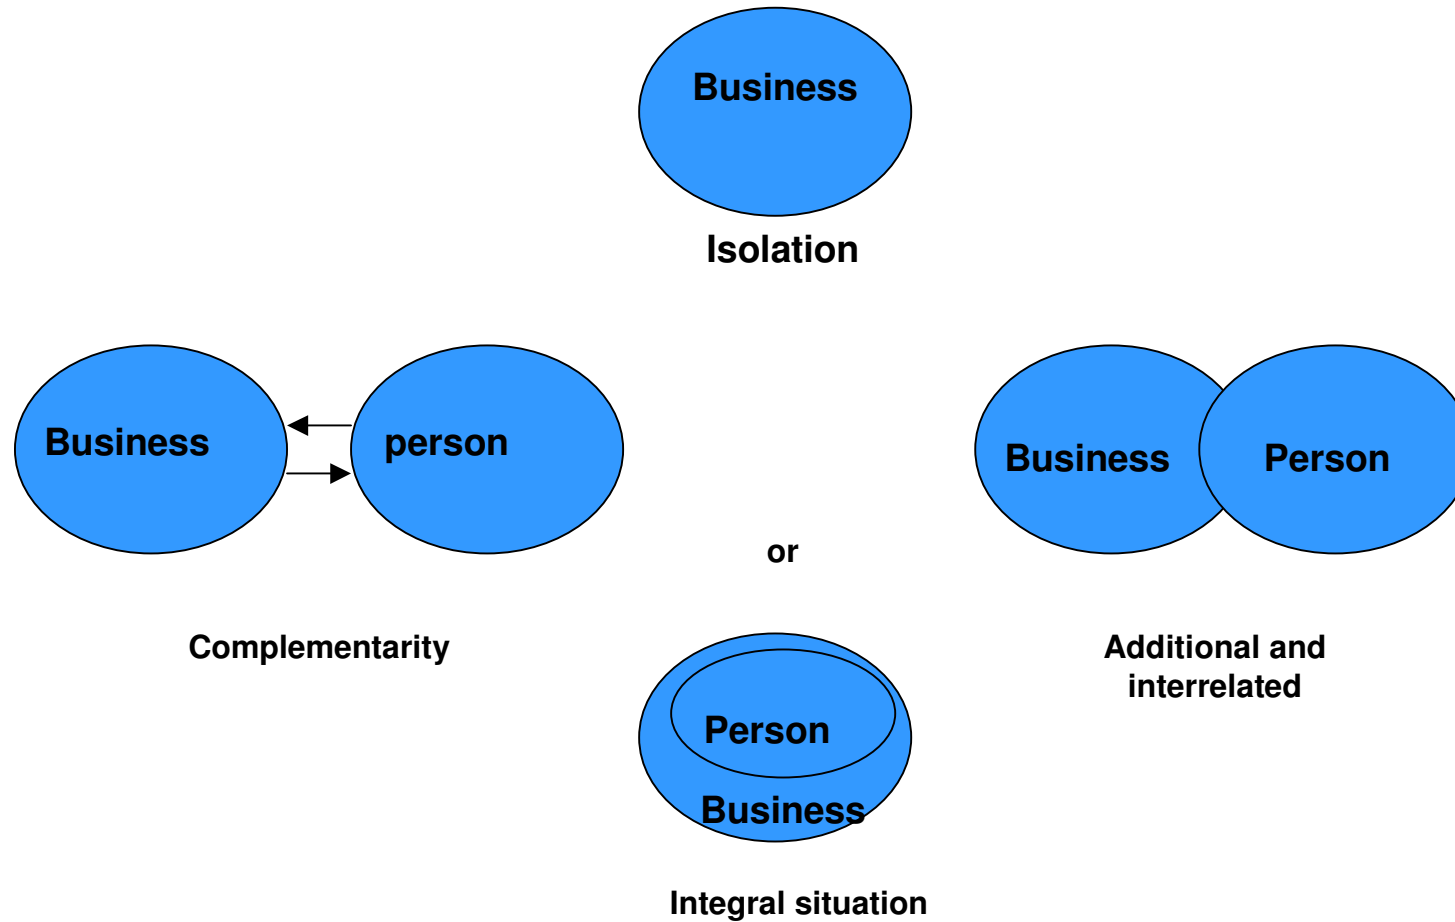 Business
Isolation
Business
person
Business
Person
or
Complementarity
Additional and
interrelated
Person
Business
Integral situation